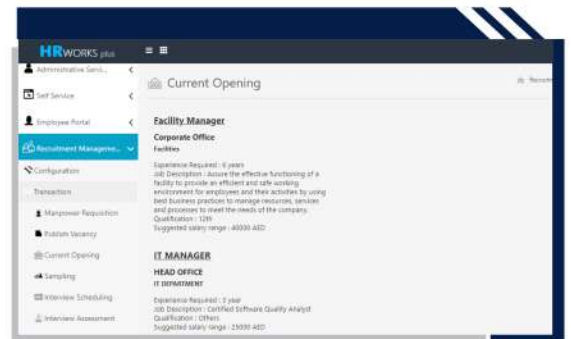 HRWORKS plus
Administrative Servi...
Current Opening
Recruitm
Self Service
Employee Portal
Recruitment Manageme...
Configuration
Transaction
Manpower Requisition
Publish Vacancy
Current Opening
Sampling
Interview Scheduling
Interview Assessment
Facility Manager
Corporate Office
Facilities
Experience Required : 6 years
Job Description : Assure the effective functioning of a
facility to provide an efficient and safe working
environment for employees and their activities by using
best business practices to manage resources, services
and processes to meet the needs of the company.
Qualification : 12th
Suggested salary range : 40000 AED
IT MANAGER
HEAD OFFICE
IT DEPARTMENT
Experience Required : 3 year
Job Description : Certified Software Quality Analyst
Qualification : Others
Suggested salary range : 25000 AED